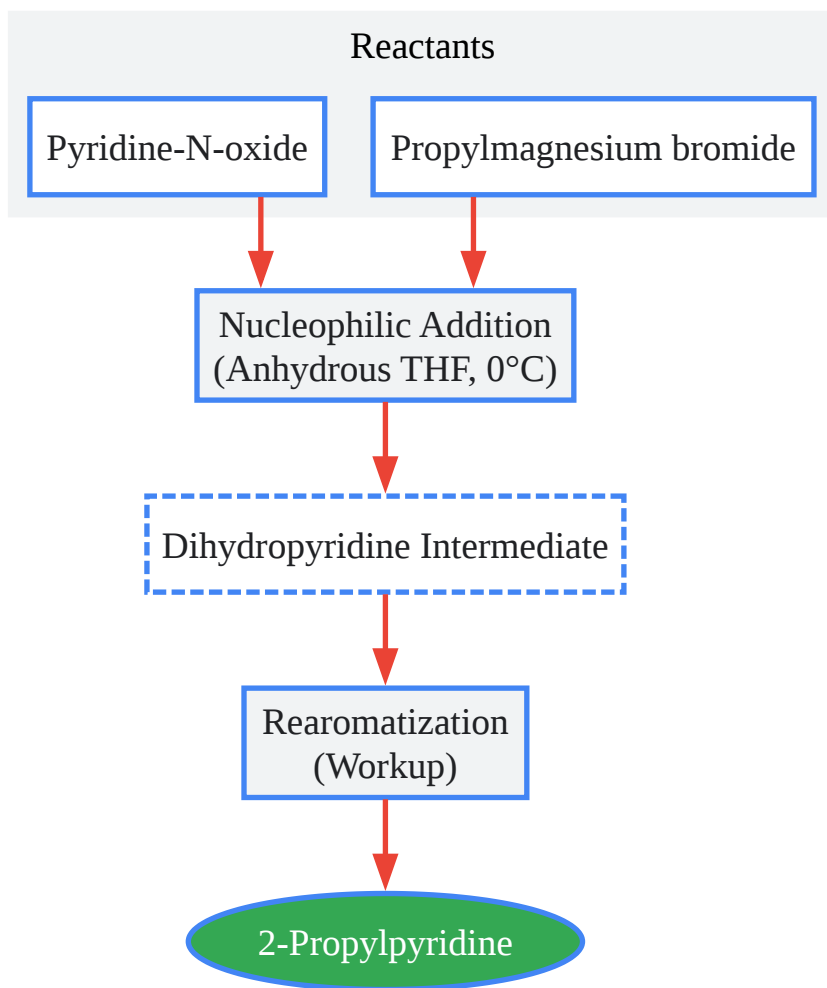 Reactants
Pyridine-N-oxide
Propylmagnesium bromide
Nucleophilic Addition
(Anhydrous THF, 0°C)
Dihydropyridine Intermediate
Rearomatization
(Workup)
2-Propylpyridine